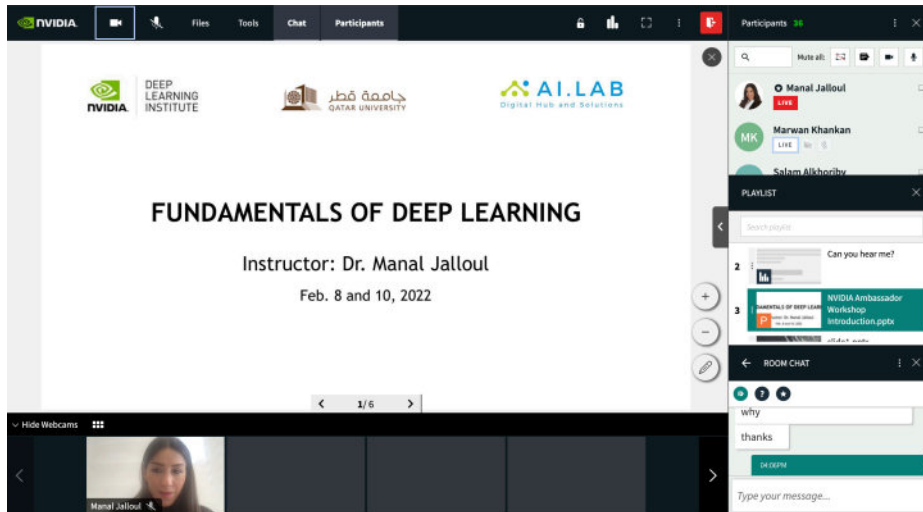 NVIDIA.
Files
Tools
Chat
Participants
NVIDIA.
DEEP
LEARNING
INSTITUTE
جامعة قطر
QATAR UNIVERSITY
AI.LAB
Digital Hub and Solutions
FUNDAMENTALS OF DEEP LEARNING
Instructor: Dr. Manal Jalloul
Feb. 8 and 10, 2022
1/6
Hide Webcams
Manal Jalloul
Participants 36
Mute all:
Manal Jalloul
LIVE
MK
Marwan Khankan
LIVE
Salam Alkhoriby
PLAYLIST
Search playlist
2
Can you hear me?
3
NVIDIA Ambassador
Workshop
Introduction.pptx
slide1.pptx
ROOM CHAT
why
thanks
04:06PM
Type your message...